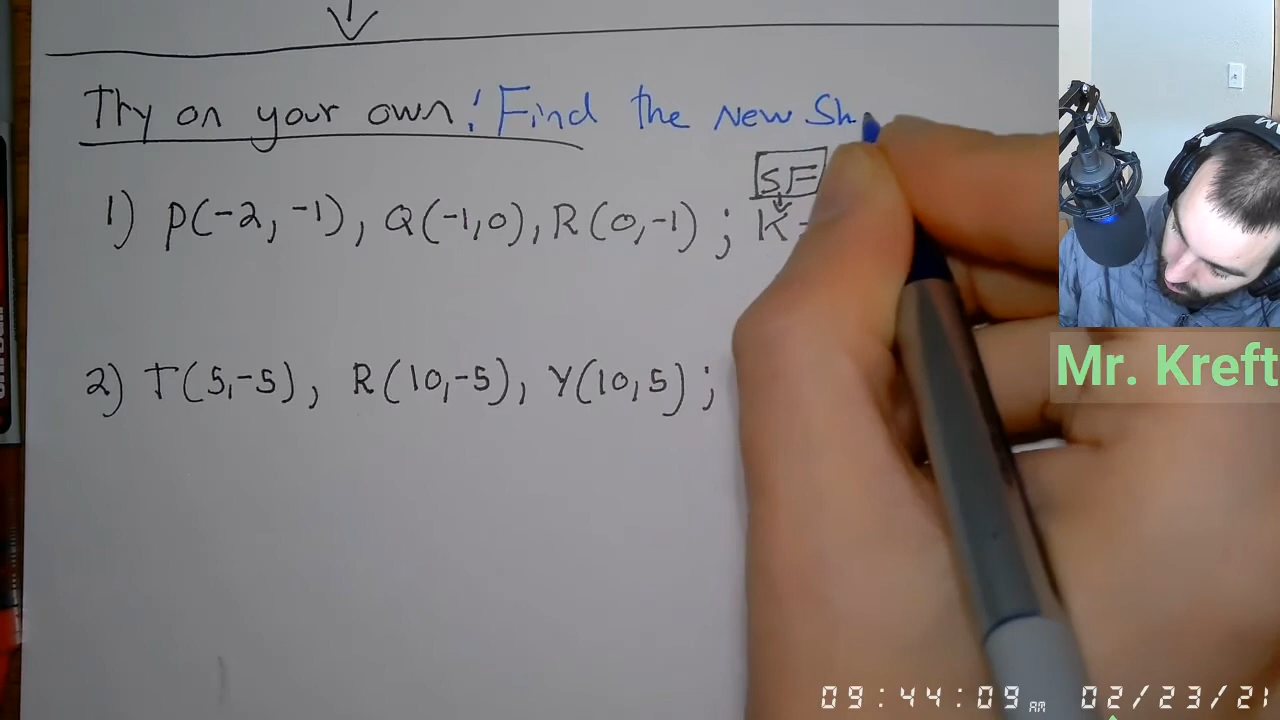 Try on your own! Find the New Sh
SF
1) P(-2, -1), Q(-1,0), R(0,-1) ; K
2) T(5,-5), R(10,-5), Y(10,5) ;
Mr. Kreft
09:44:09 AM 02/23/21